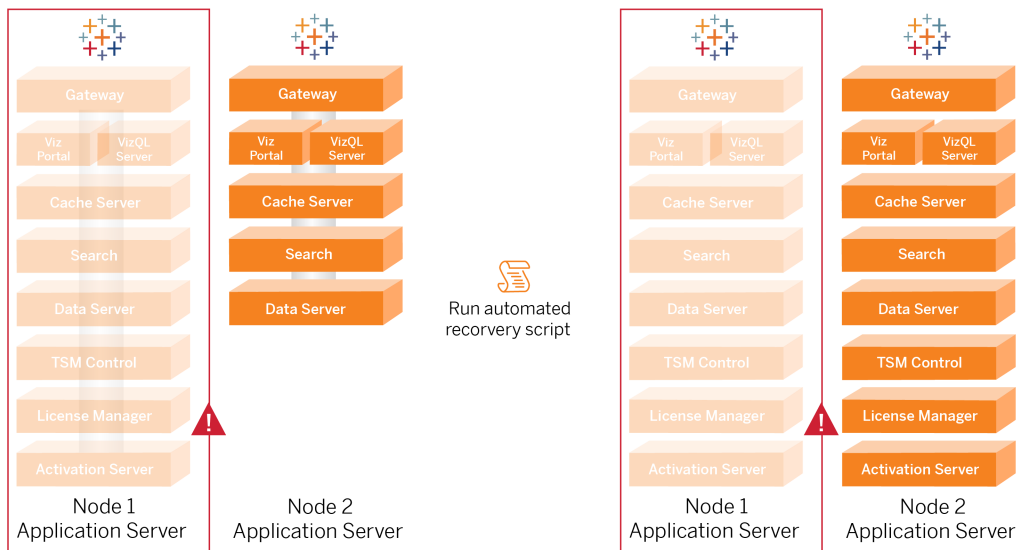 Gateway
Viz
Portal
VizQL
Server
Cache Server
Search
Data Server
TSM Control
License Manager
Activation Server
!
Node 1
Application Server
Gateway
Viz
Portal
VizQL
Server
Cache Server
Search
Data Server
Node 2
Application Server
Run automated
recorvery script
Gateway
Viz
Portal
VizQL
Server
Cache Server
Search
Data Server
TSM Control
License Manager
Activation Server
!
Node 1
Application Server
Gateway
Viz
Portal
VizQL
Server
Cache Server
Search
Data Server
TSM Control
License Manager
Activation Server
Node 2
Application Server